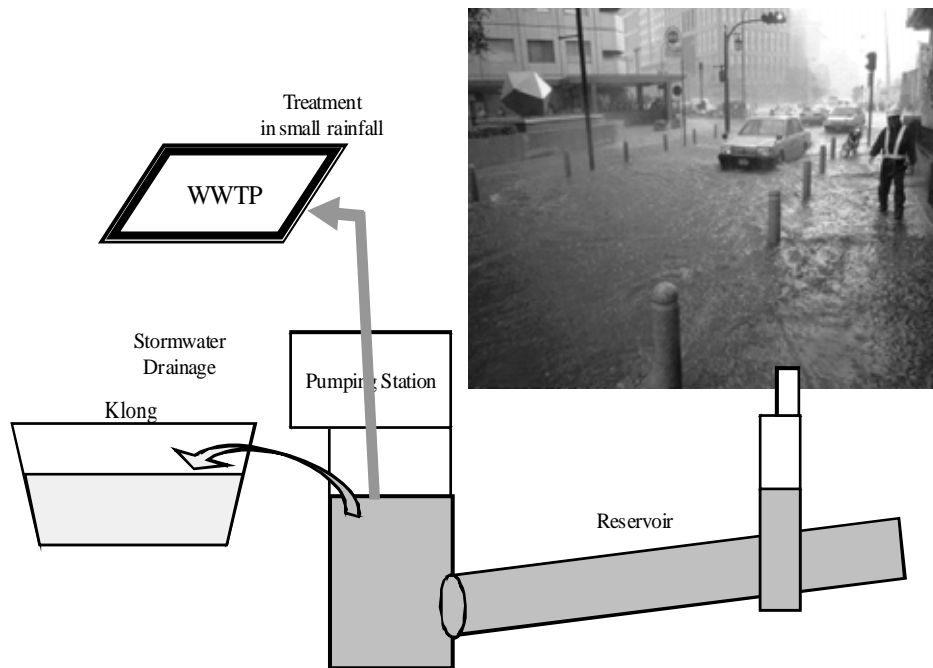 Treatment
in small rainfall
WWTP
Stormwater
Drainage
Pumping Station
Klong
Reservoir